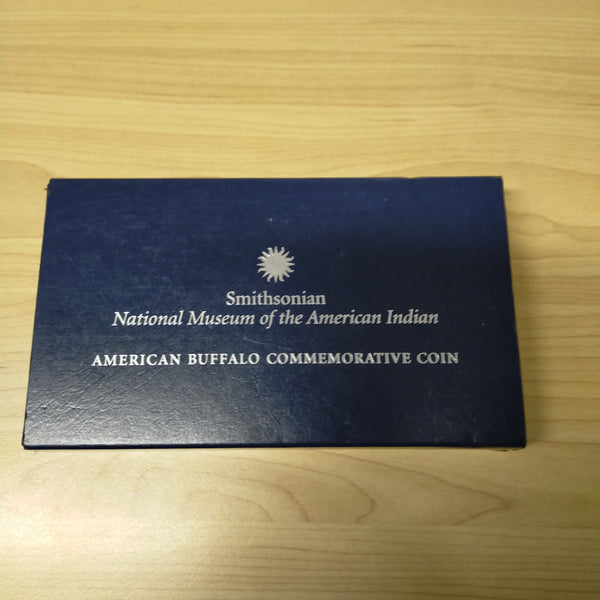 Smithsonian
National Museum of the American Indian
AMERICAN BUFFALO COMMEMORATIVE COIN